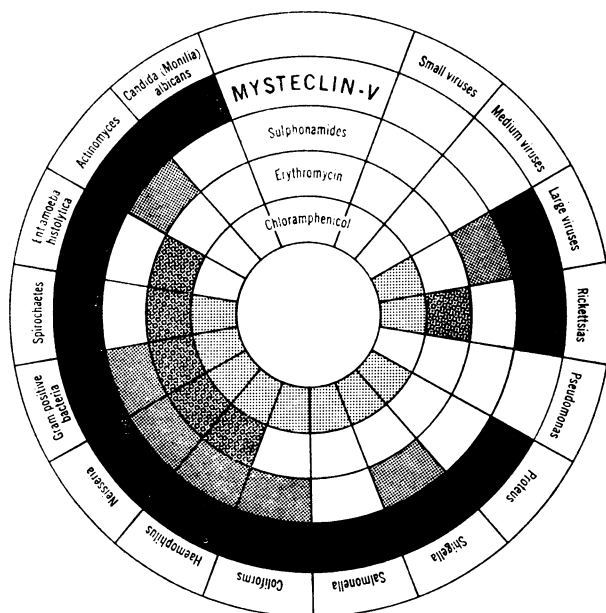 MYSTECLIN-V
Sulphonamides
Erythromycin
Chloramphenicol
Small viruses
Medium viruses
Large viruses
Rickettsias
Pseudomonas
Proteus
Shigella
Salmonella
Coliforms
Haemophilus
Neisseria
Gram positive
bacteria
Spirochaetes
Entamoeba
histolytica
Actinomyces
Candida (Monilia)
albicans